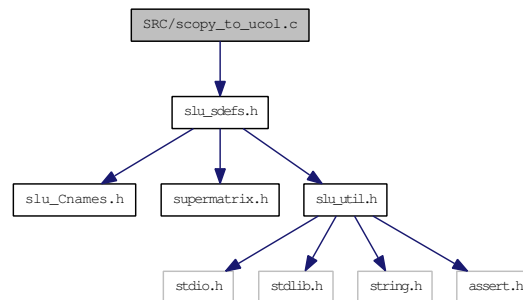 SRC/scopy_to_ucol.c
slu_sdefs.h
slu_Cnames.h
supermatrix.h
slu_util.h
stdio.h
stdlib.h
string.h
assert.h